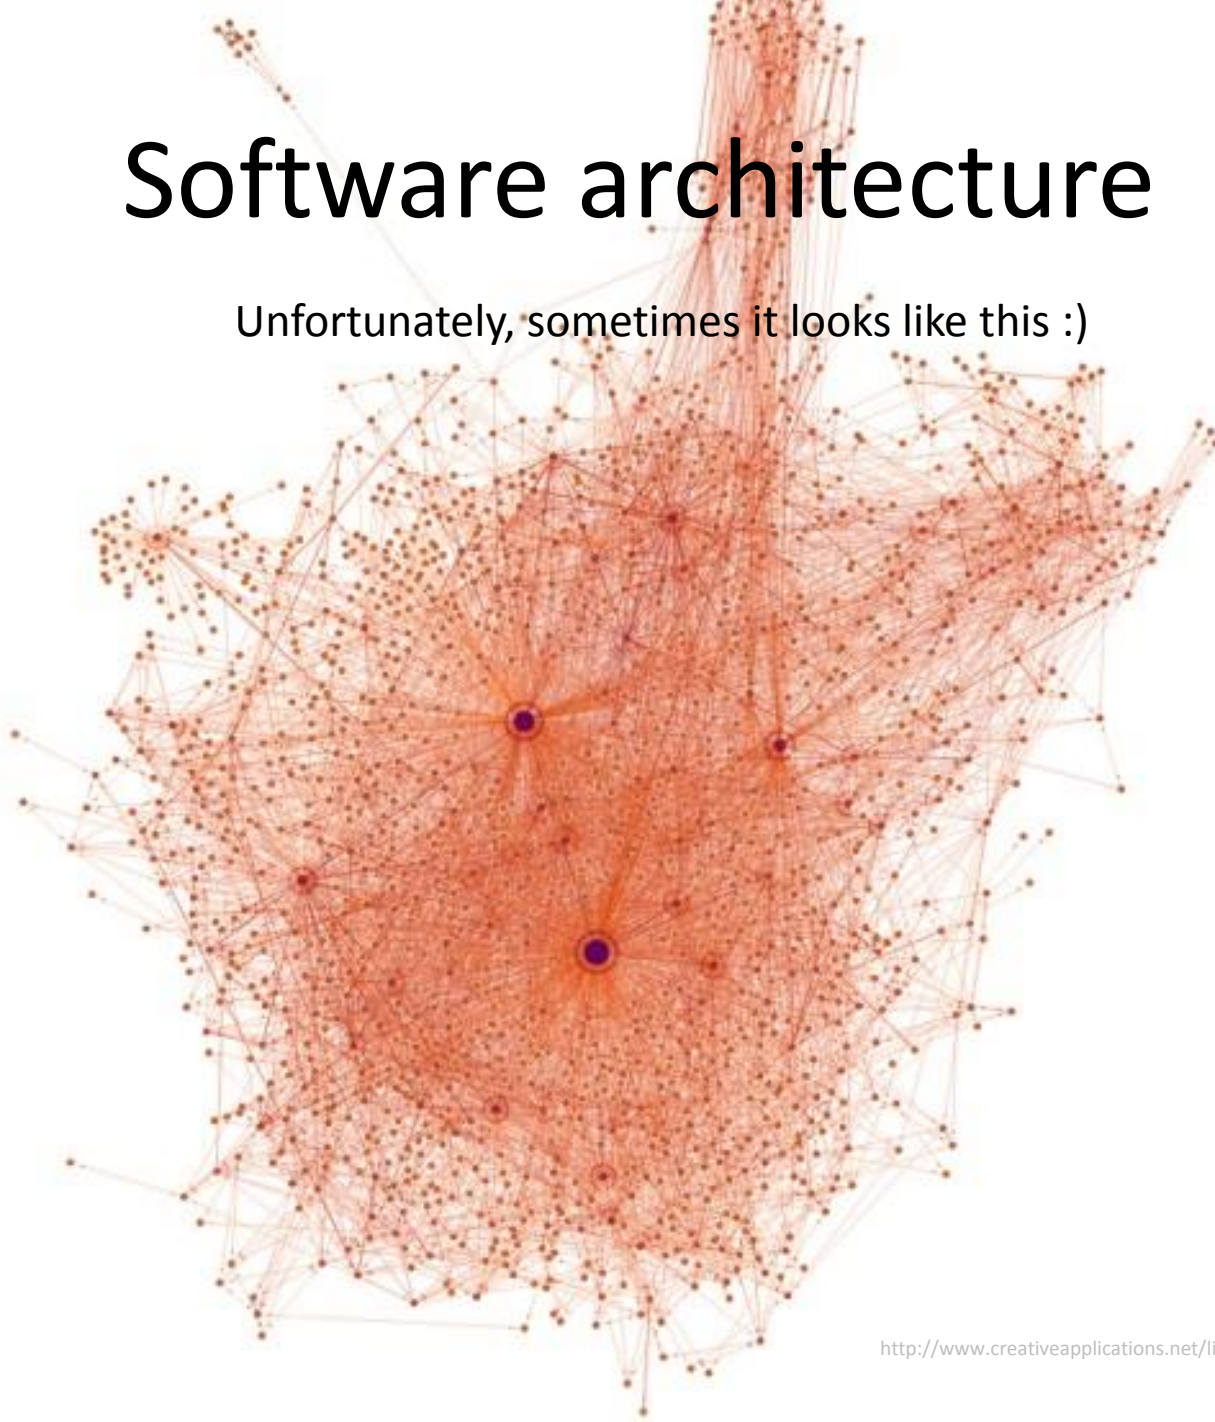 Software architecture
Unfortunately, sometimes it looks like this :)
http://www.creativeapplications.net/li